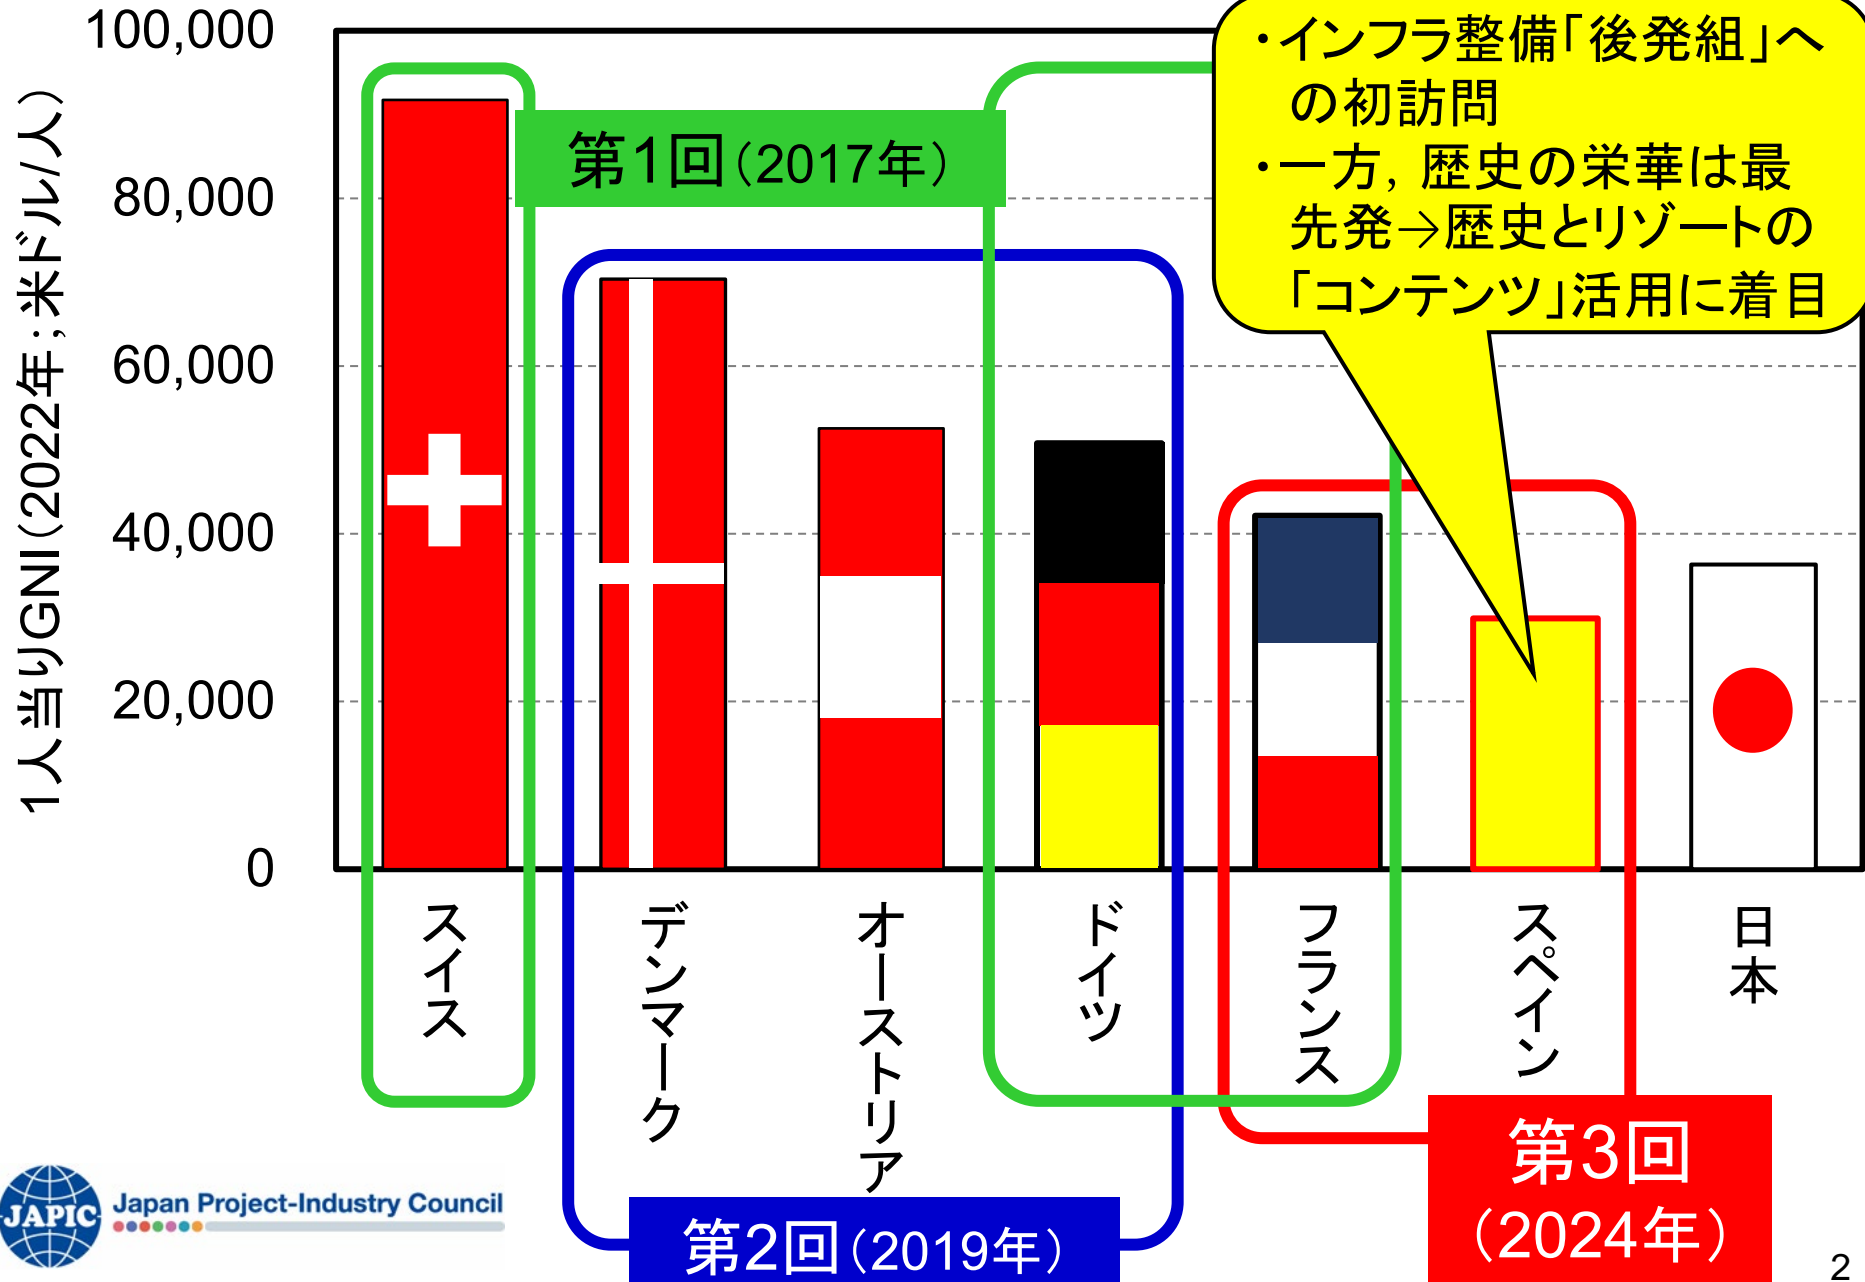 1人当りGNI(2022年;米ドル/人)
100,000
80,000
60,000
40,000
20,000
0
第1回(2017年)
・インフラ整備「後発組」へ
の初訪問
・一方，歴史の栄華は最
先発→歴史とリゾートの
「コンテンツ」活用に着目
スイス
デンマーク
オーストリア
ドイツ
フランス
スペイン
日本
第2回(2019年)
第3回
(2024年)
JAPIC
Japan Project-Industry Council
2